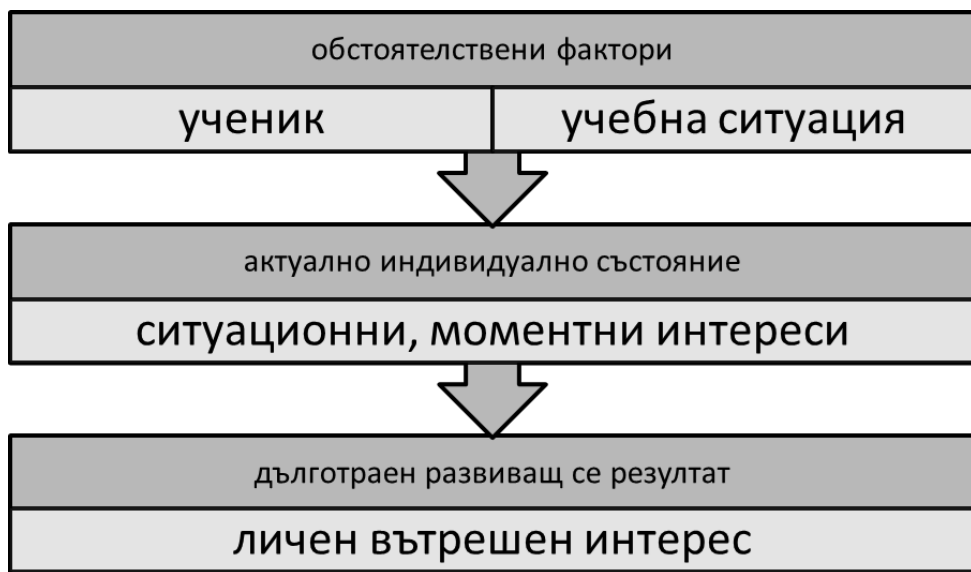 обстоятелствени фактори
ученик учебна ситуация
актуално индивидуално състояние
ситуационни, моментни интереси
дълготраен развиващ се резултат
личен вътрешен интерес